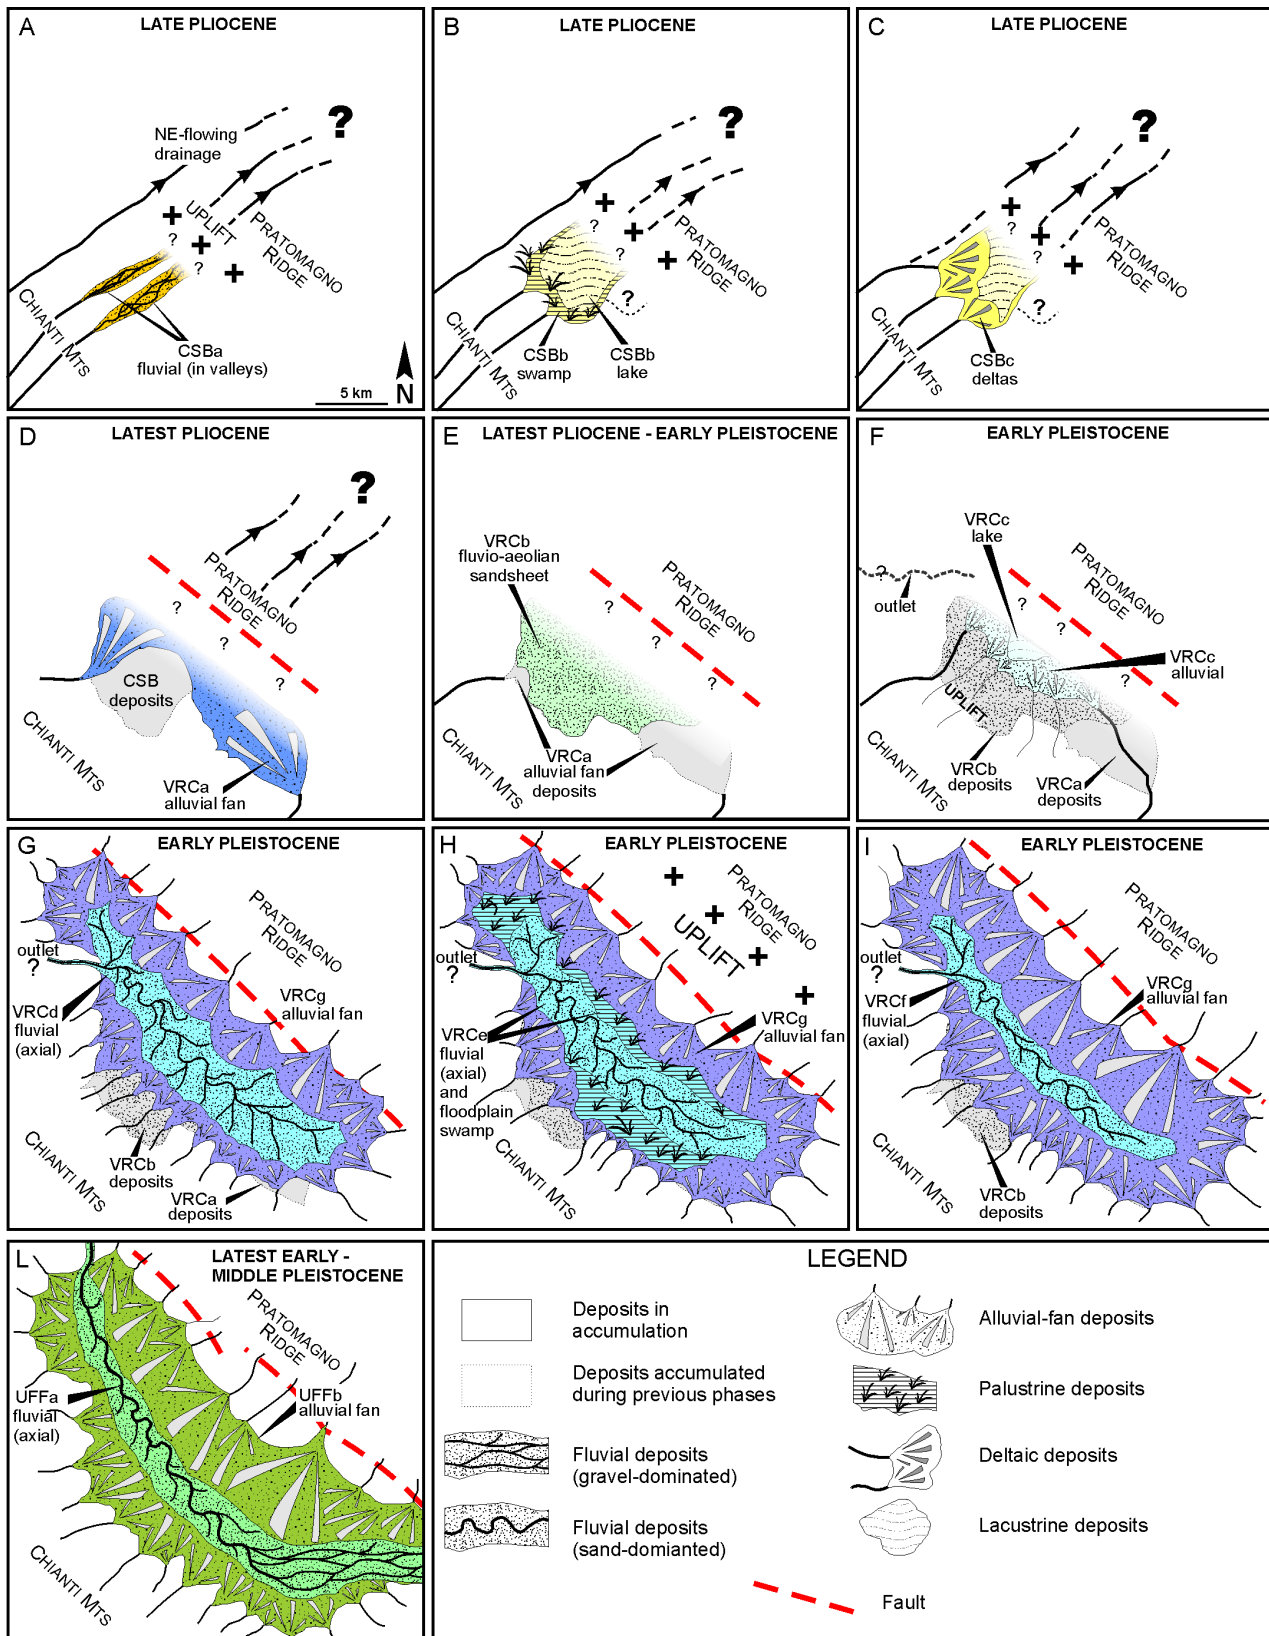 A
LATE PLIOCENE
NE-flowing
drainage
?
+
UPLIFT
?
+
?
+
PRATOMAGNO
RIDGE
CHIANTI MTS
CSBa
fluvial (in valleys)
5 km
N
B
LATE PLIOCENE
?
+
?
+
?
+
PRATOMAGNO
RIDGE
?
CHIANTI MTS
CSBb
swamp
CSBb
lake
C
LATE PLIOCENE
?
+
?
+
?
+
PRATOMAGNO
RIDGE
?
CHIANTI MTS
CSBc
deltas
D
LATEST PLIOCENE
?
PRATOMAGNO
RIDGE
?
?
?
CSB
deposits
CHIANTI MTS
VRCa
alluvial fan
E
LATEST PLIOCENE - EARLY PLEISTOCENE
VRCb
fluvio-aeolian
sandsheet
PRATOMAGNO
RIDGE
?
?
?
VRCa
alluvial fan
deposits
CHIANTI MTS
F
EARLY PLEISTOCENE
VRCc
lake
?
outlet
PRATOMAGNO
RIDGE
?
?
?
VRCc
alluvial
UPLIFT
CHIANTI MTS
VRCb
deposits
VRCa
deposits
G
EARLY PLEISTOCENE
PRATOMAGNO
RIDGE
outlet
?
VRCd
fluvial
(axial)
VRCg
alluvial fan
CHIANTI MTS
VRCb
deposits
VRCa
deposits
H
EARLY PLEISTOCENE
+
PRATOMAGNO
RIDGE
+
UPLIFT
+
+
outlet
?
VRCg
alluvial fan
VRCe
fluvial
(axial)
and
floodplain
swamp
CHIANTI MTS
I
EARLY PLEISTOCENE
PRATOMAGNO
RIDGE
outlet
?
VRCf
fluvial
(axial)
VRCg
alluvial fan
CHIANTI MTS
VRCb
deposits
L
LATEST EARLY -
MIDDLE PLEISTOCENE
PRATOMAGNO
RIDGE
UFFa
fluvial
(axial)
UFFb
alluvial fan
CHIANTI MTS
LEGEND
Deposits in
accumulation
Deposits accumulated
during previous phases
Fluvial deposits
(gravel-dominated)
Fluvial deposits
(sand-domianted)
Alluvial-fan deposits
Palustrine deposits
Deltaic deposits
Lacustrine deposits
Fault